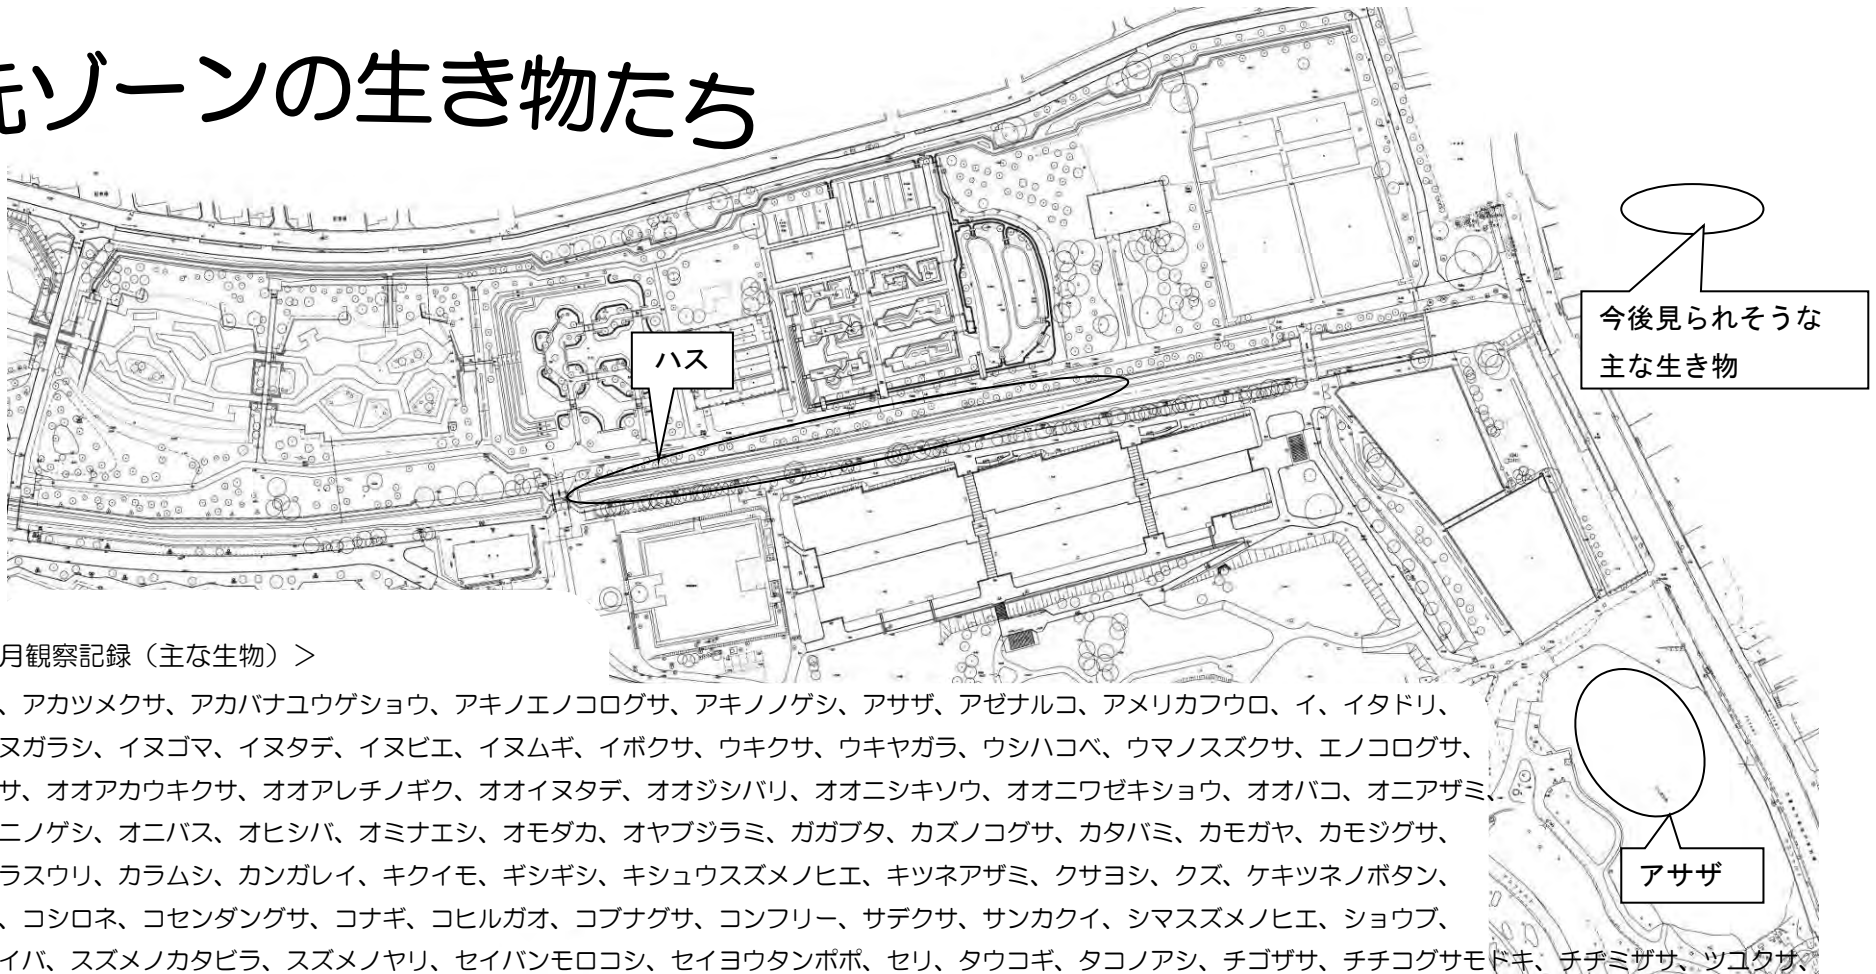 ゾーンの生き物たち
今後見られそうな
主な生き物
ハス
月観察記録（主な生物）＞
、アカツメクサ、アカバナユウゲショウ、アキノエノコログサ、アキノノゲシ、アサザ、アゼナルコ、アメリカフウロ、イ、イタドリ、
ヌガラシ、イヌゴマ、イヌタデ、イヌビエ、イヌムギ、イボクサ、ウキクサ、ウキヤガラ、ウシハコベ、ウマノスズクサ、エノコログサ、
サ、オオアカウキクサ、オオアレチノギク、オオイヌタデ、オオジシバリ、オオニシキソウ、オオニワゼキショウ、オオバコ、オニアザミ、
ニノゲシ、オニバス、オヒシバ、オミナエシ、オモダカ、オヤブジラミ、ガガブタ、カズノコグサ、カタバミ、カモガヤ、カモジグサ、
ラスウリ、カラムシ、カンガレイ、キクイモ、ギシギシ、キシュウスズメノヒエ、キツネアザミ、クサヨシ、クズ、ケキツネノボタン、
、コシロネ、コセンダングサ、コナギ、コヒルガオ、コブナグサ、コンフリー、サデクサ、サンカクイ、シマスズメノヒエ、ショウブ、
イバ、スズメノカタビラ、スズメノヤリ、セイバンモロコシ、セイヨウタンポポ、セリ、タウコギ、タコノアシ、チゴザサ、チチコグサモドキ、チヂミザサ、ツユクサ、
アサザ